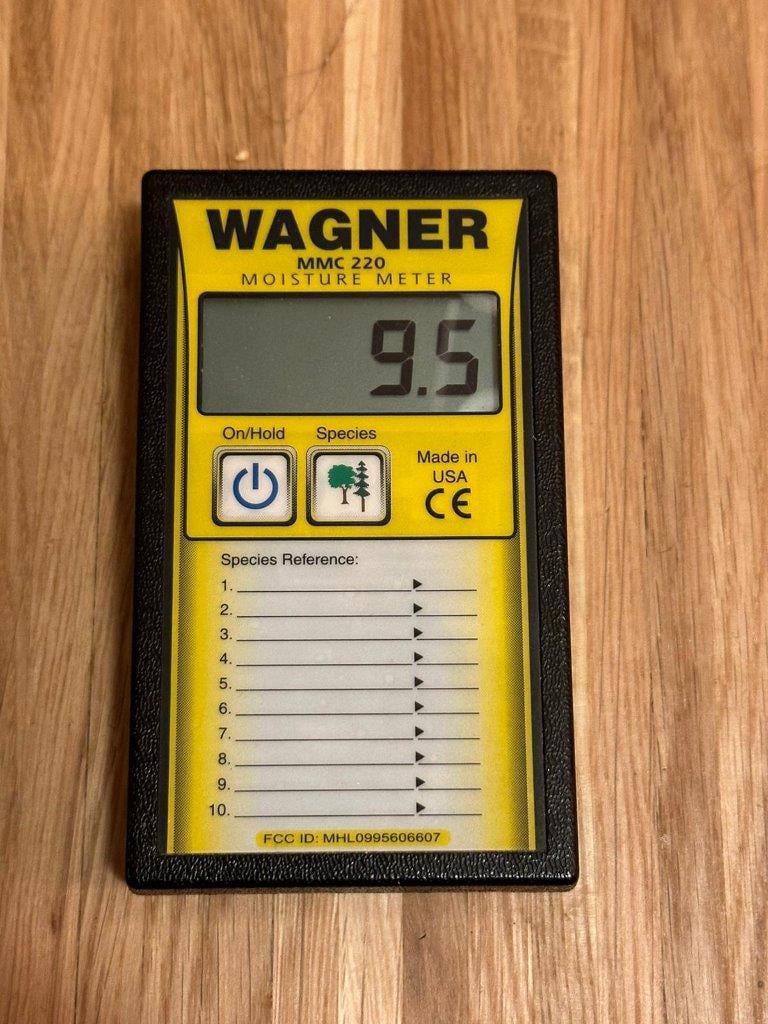 WAGNER
MMC 220
MOISTURE METER
9.5
On/Hold Species
Made in
USA
CE
Species Reference:
1.
2.
3.
4.
5.
6.
7.
8.
9.
10.
FCC ID: MHL0995606607